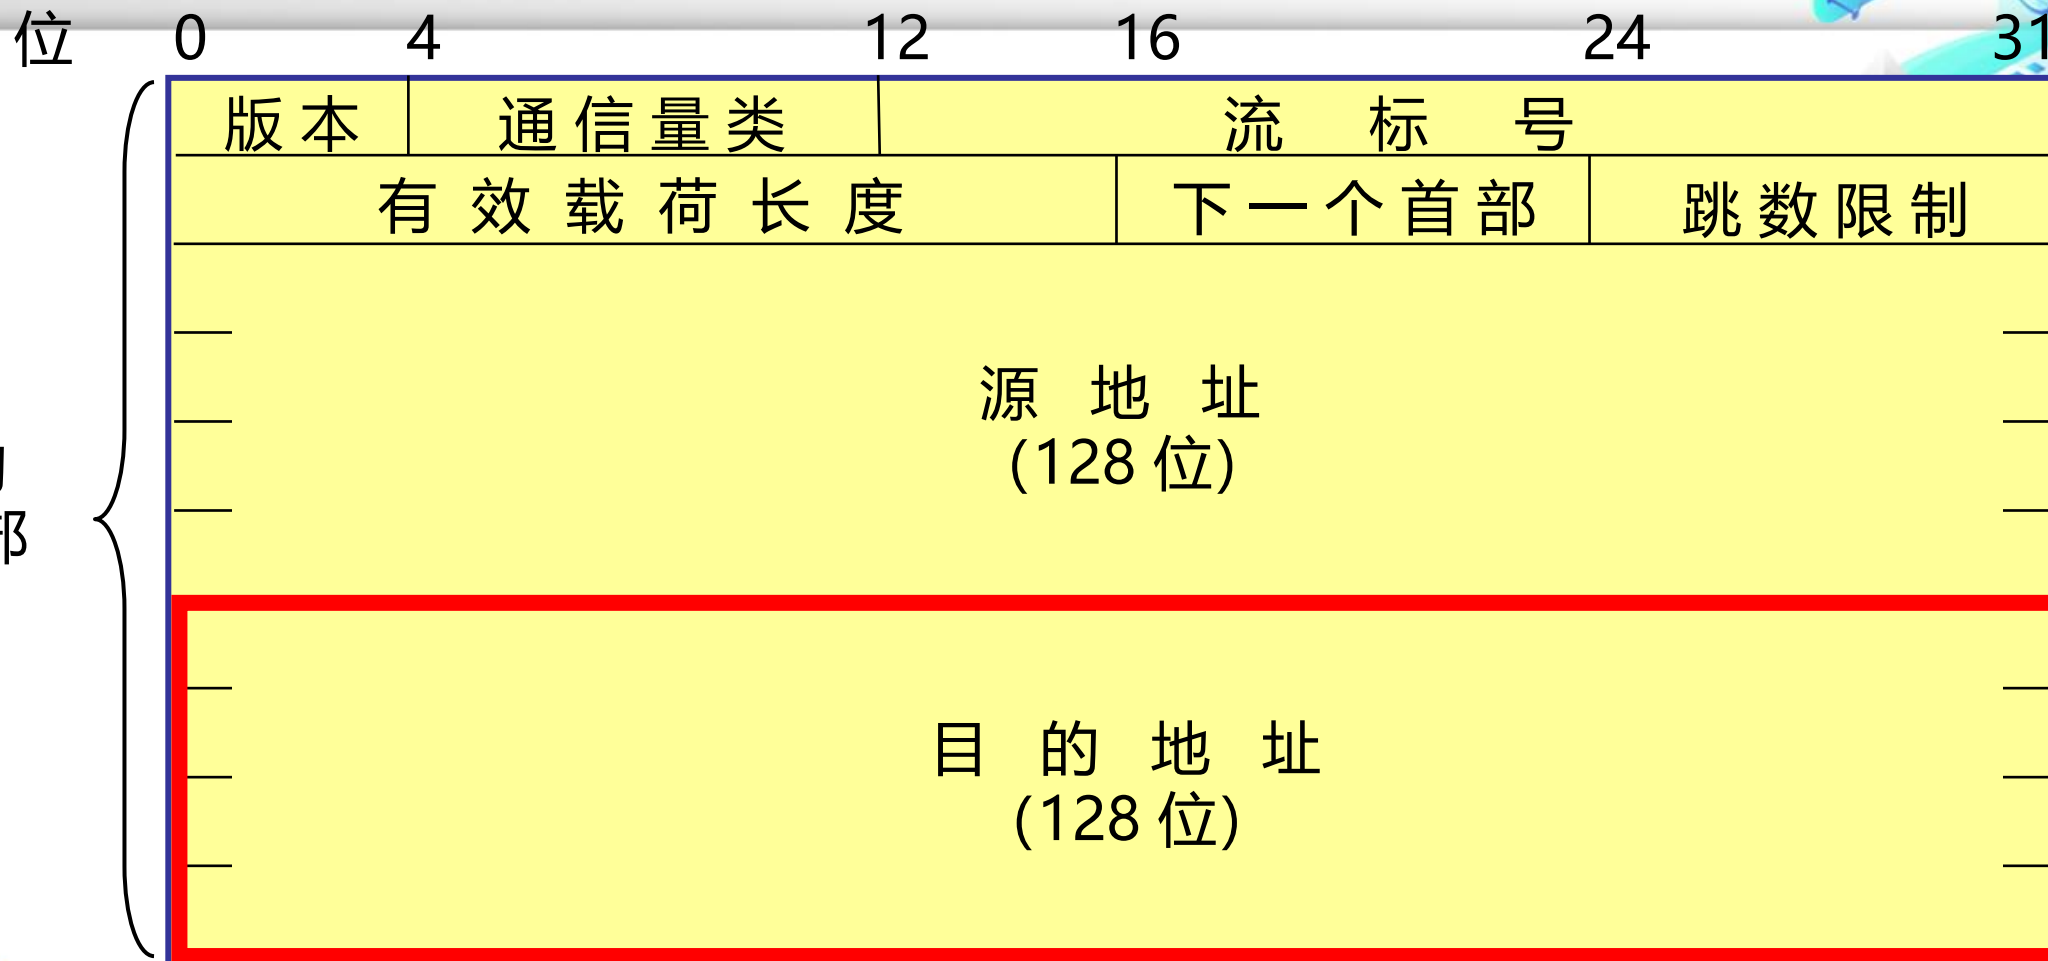 位 0 4 12 16 24 31
版本 通信量类 流标号
有效载荷长度 下一个首部 跳数限制
源地址
(128 位)
部
目的地址
(128 位)